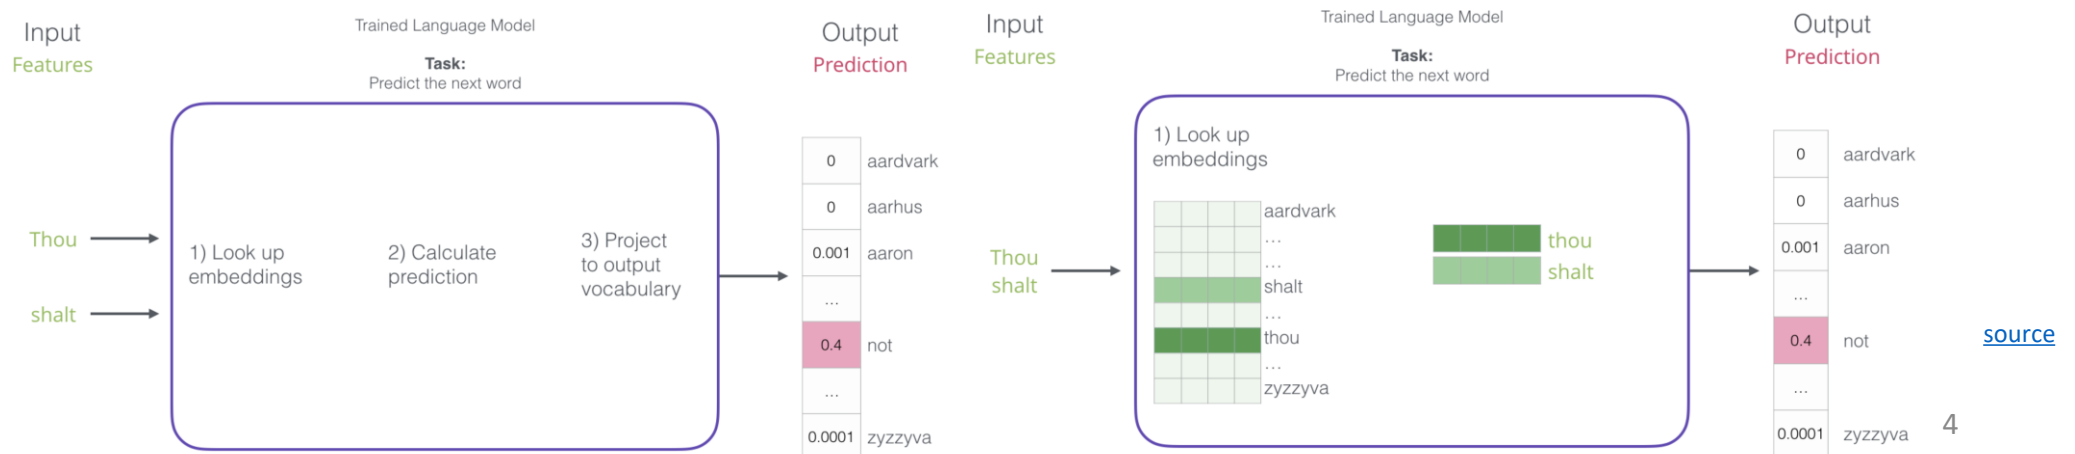 Input
Features
Trained Language Model
Task:
Predict the next word
Output
Prediction
Thou
shalt
1) Look up
embeddings
2) Calculate
prediction
3) Project
to output
vocabulary
0 aardvark
0 aarhus
0.001 aaron
...
0.4 not
...
0.0001 zyzzyva
Input
Features
Trained Language Model
Task:
Predict the next word
Output
Prediction
Thou
shalt
1) Look up
embeddings
aardvark
...
...
shalt
...
thou
...
zyzzyva
thou
shalt
0 aardvark
0 aarhus
0.001 aaron
...
0.4 not
...
0.0001 zyzzyva
source
4